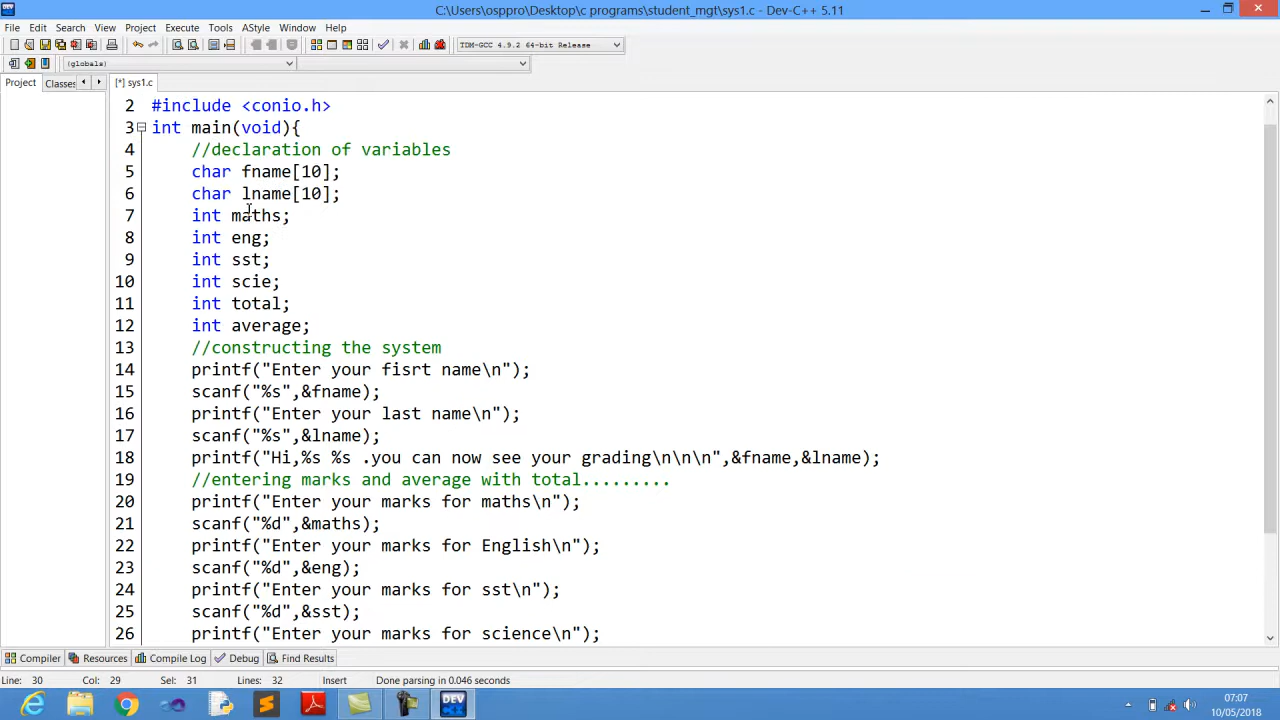 C:\Users\osppro\Desktop\c programs\student_mgt\sys1.c - Dev-C++ 5.11
File Edit Search View Project Execute Tools AStyle Window Help
TDM-GCC 4.9.2 64-bit Release
(globals)
Project Classes [*] sys1.c
2 #include <conio.h>
3 int main(void){
4 //declaration of variables
5 char fname[10];
6 char lname[10];
7 int maths;
8 int eng;
9 int sst;
10 int scie;
11 int total;
12 int average;
13 //constructing the system
14 printf("Enter your fisrt name\n");
15 scanf("%s",&fname);
16 printf("Enter your last name\n");
17 scanf("%s",&lname);
18 printf("Hi,%s %s .you can now see your grading\n\n\n",&fname,&lname);
19 //entering marks and average with total.........
20 printf("Enter your marks for maths\n");
21 scanf("%d",&maths);
22 printf("Enter your marks for English\n");
23 scanf("%d",&eng);
24 printf("Enter your marks for sst\n");
25 scanf("%d",&sst);
26 printf("Enter your marks for science\n");
Compiler Resources Compile Log Debug Find Results
Line: 30 Col: 29 Sel: 31 Lines: 32 Insert Done parsing in 0.046 seconds
DEV
07:07
10/05/2018